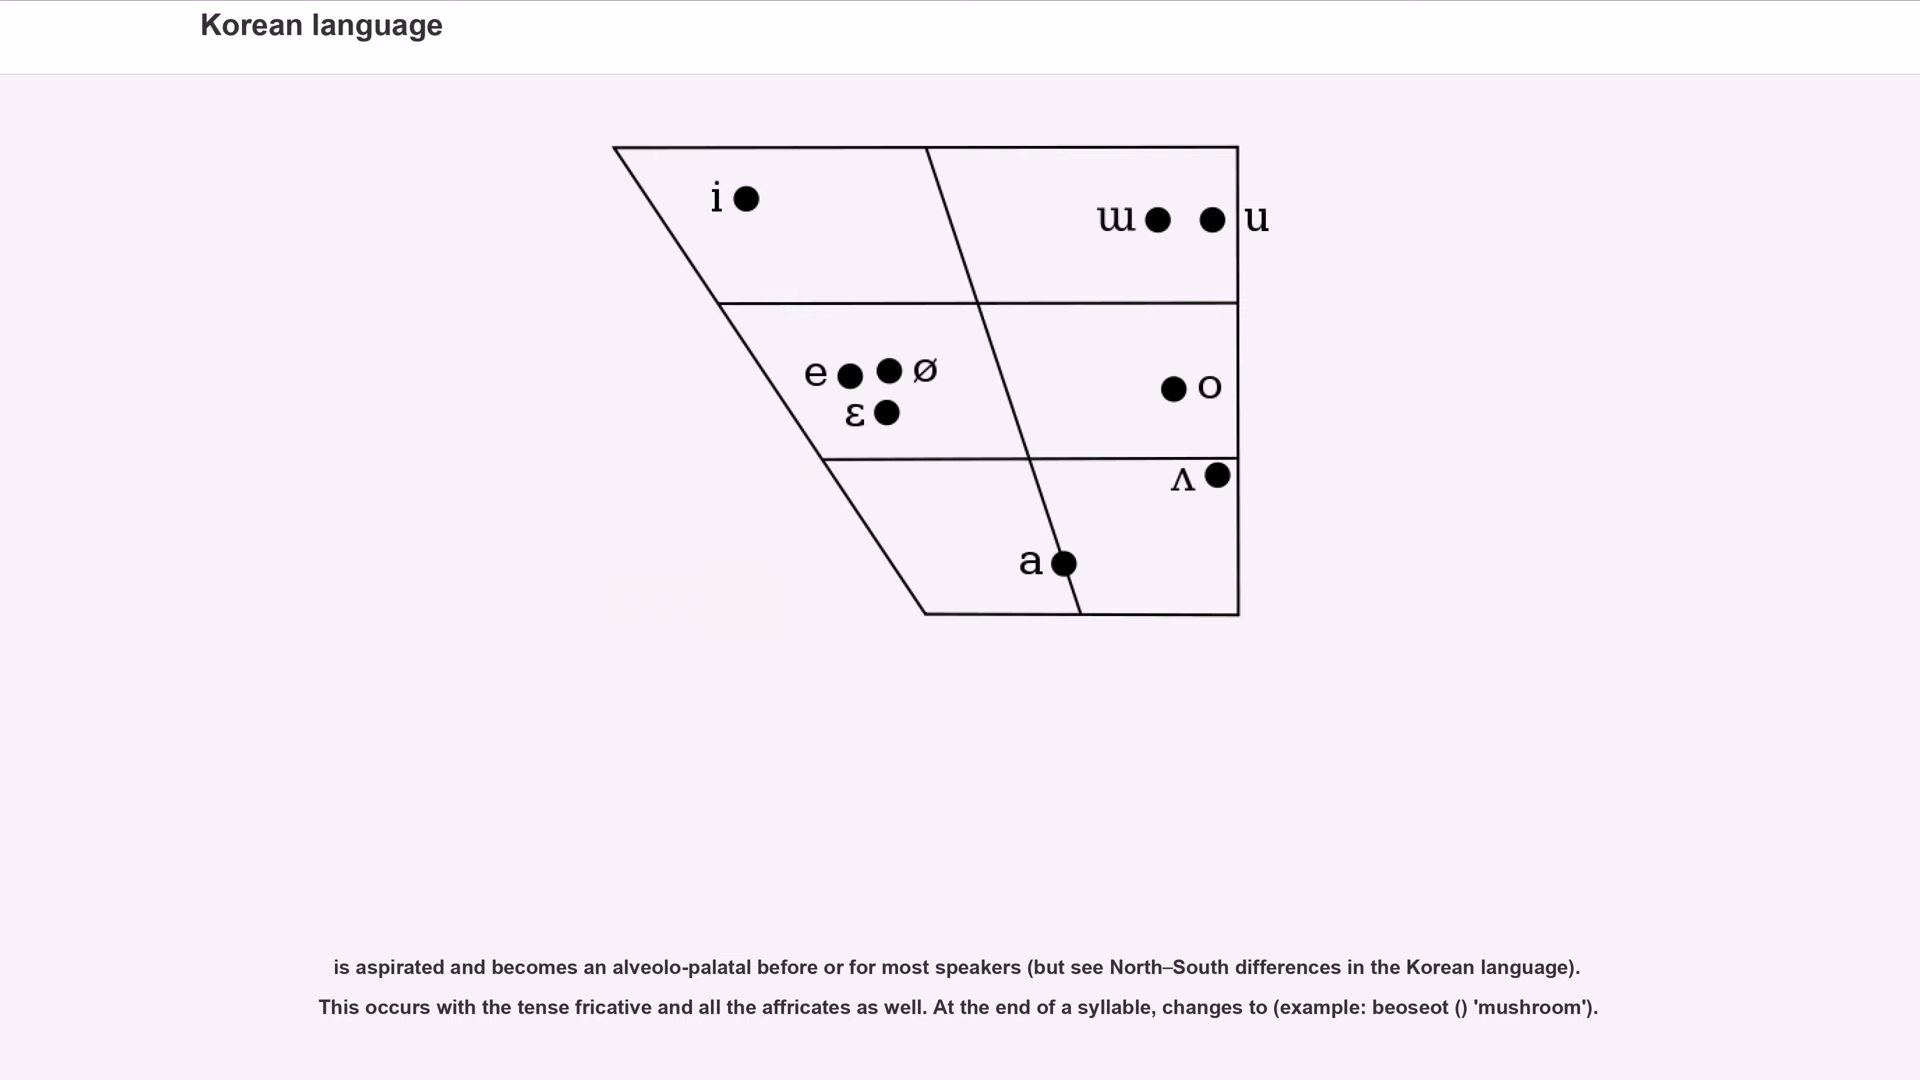 Korean language
i
ɯ u
e ø
ɛ
o
ʌ
a
is aspirated and becomes an alveolo-palatal before or for most speakers (but see North–South differences in the Korean language).
This occurs with the tense fricative and all the affricates as well. At the end of a syllable, changes to (example: beoseot () 'mushroom').